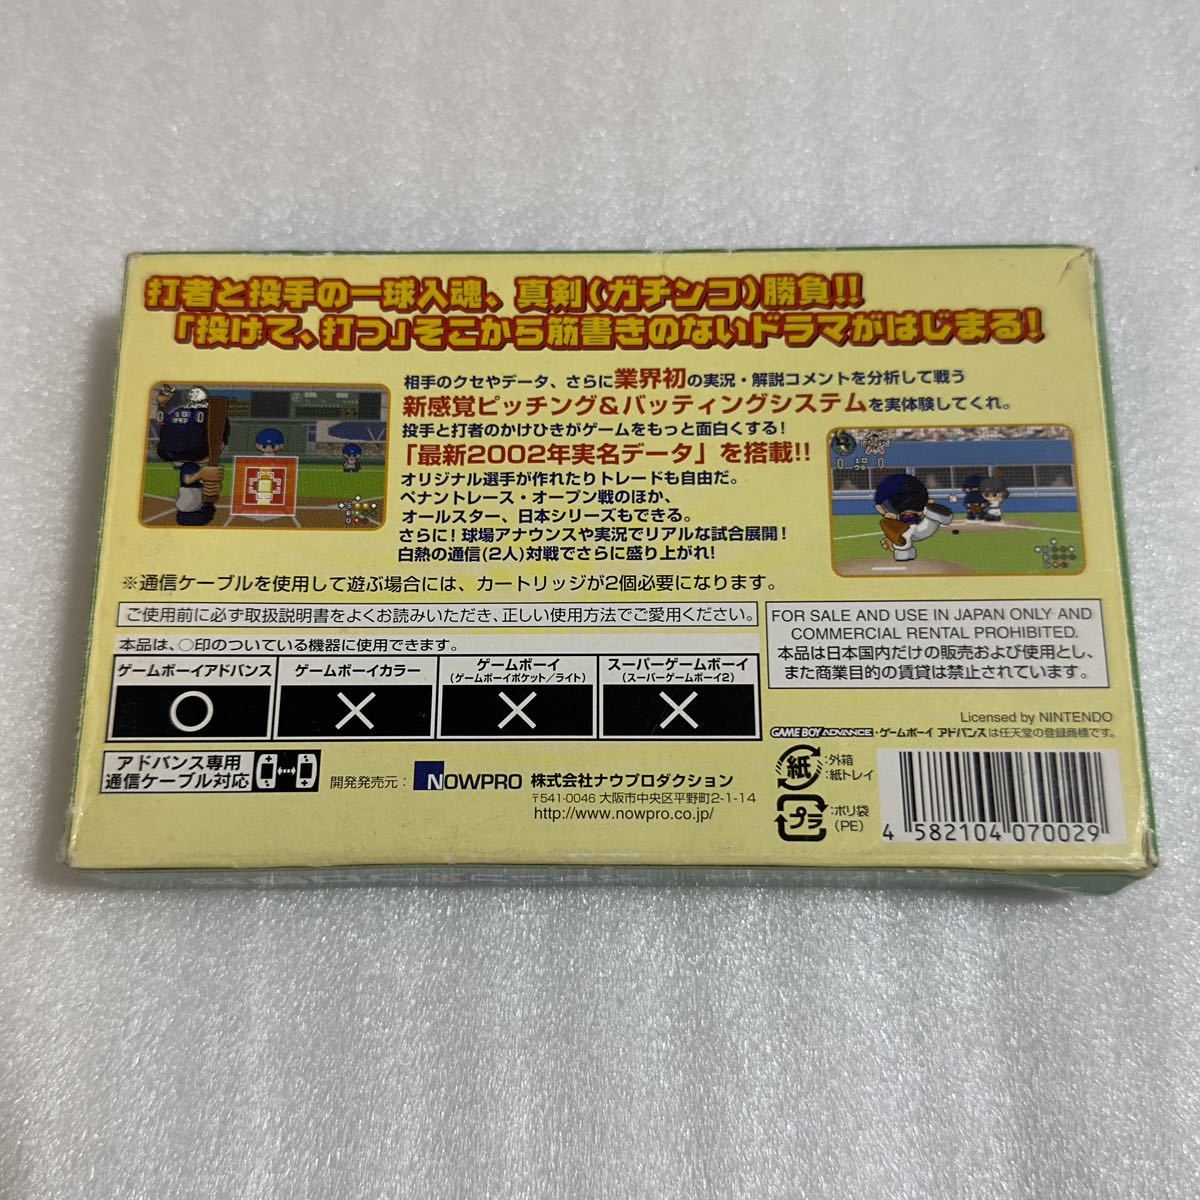 打者と投手の一球入魂、真剣(ガチンコ)勝負!!
「投げて、打つ」そこから筋書きのないドラマがはじまる!
相手のクセやデータ、さらに業界初の実況・解説コメントを分析して戦う
新感覚ピッチング&バッティングシステムを実体験してくれ。
投手と打者のかけひきがゲームをもっと面白くする!
「最新2002年実名データ」を搭載!!
オリジナル選手が作れたりトレードも自由だ。
ペナントレース・オープン戦のほか、
オールスター、日本シリーズもできる。
さらに!球場アナウンスや実況でリアルな試合展開!
白熱の通信(2人)対戦でさらに盛り上がれ!
※通信ケーブルを使用して遊ぶ場合には、カートリッジが2個必要になります。
ご使用前に必ず取扱説明書をよくお読みいただき、正しい使用方法でご愛用ください。
本品は、○印のついている機器に使用できます。
ゲームボーイアドバンス
ゲームボーイカラー
ゲームボーイ
(ゲームボーイポケット/ライト)
スーパーゲームボーイ
(スーパーゲームボーイ2)
○
×
×
×
FOR SALE AND USE IN JAPAN ONLY AND
COMMERCIAL RENTAL PROHIBITED.
本品は日本国内だけの販売および使用とし、
また商業目的の賃貸は禁止されています。
Licensed by NINTENDO
GAME BOY ADVANCE・ゲームボーイ アドバンスは任天堂の登録商標です。
アドバンス専用
通信ケーブル対応
開発発売元:
NOWPRO
株式会社ナウプロダクション
〒541-0046 大阪市中央区平野町2-1-14
http://www.nowpro.co.jp/
紙
:外箱
:紙トレイ
プラ
:ポリ袋
(PE)
4 582104 070029